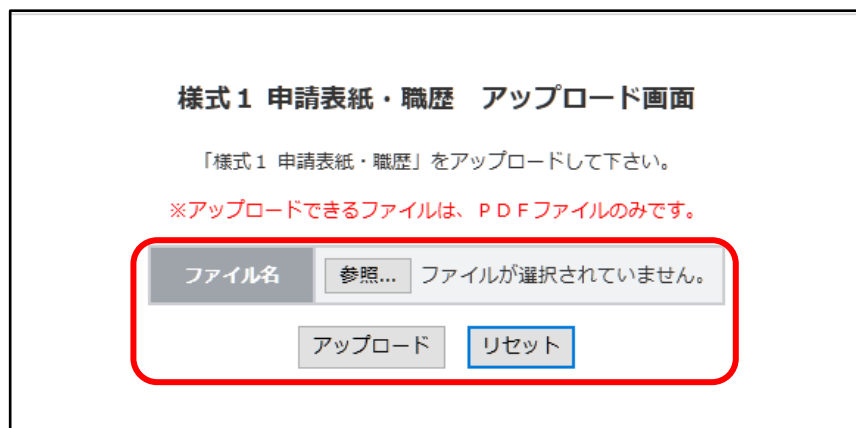 様式１ 申請表紙・職歴　アップロード画面
「様式１ 申請表紙・職歴」をアップロードして下さい。
※アップロードできるファイルは、ＰＤＦファイルのみです。
ファイル名 参照... ファイルが選択されていません。
アップロード リセット